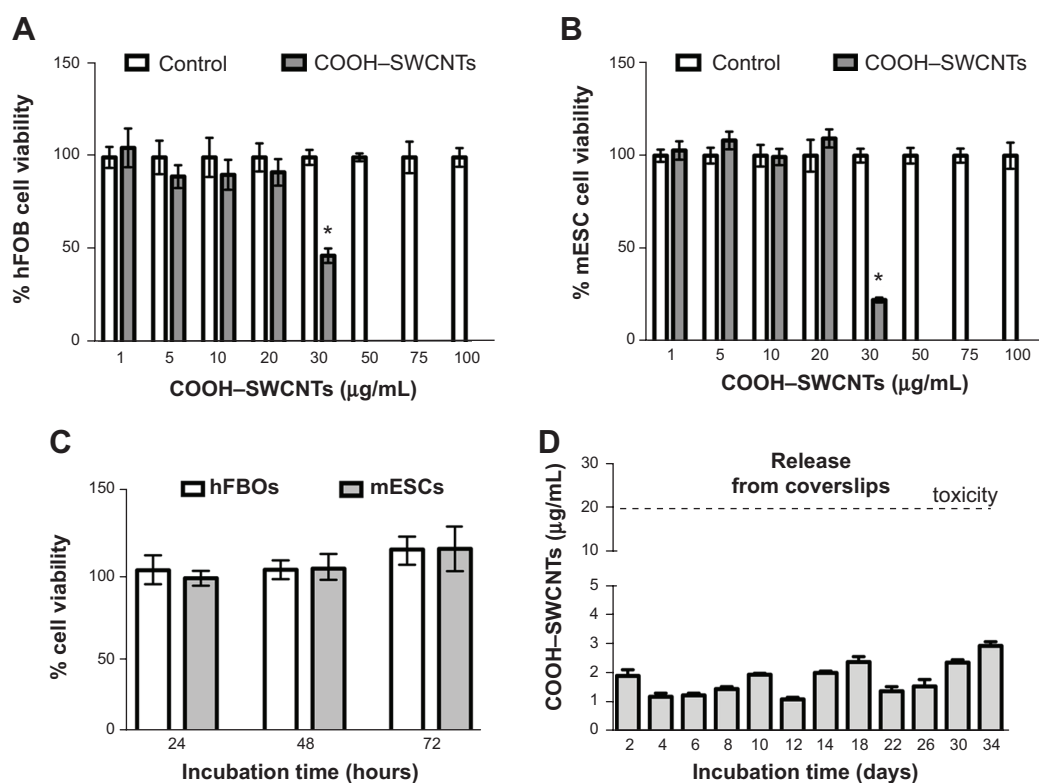 A
150
Control
COOH–SWCNTs
100
50
0
% hFOB cell viability
*
1 5 10 20 30 50 75 100
COOH–SWCNTs (µg/mL)
B
150
Control
COOH–SWCNTs
100
50
0
% mESC cell viability
*
1 5 10 20 30 50 75 100
COOH–SWCNTs (µg/mL)
C
150
hFBOs
mESCs
100
50
0
% cell viability
24 48 72
Incubation time (hours)
D
30
Release
from coverslips
toxicity
20
10
5
4
3
2
1
0
COOH–SWCNTs (µg/mL)
2 4 6 8 10 12 14 18 22 26 30 34
Incubation time (days)